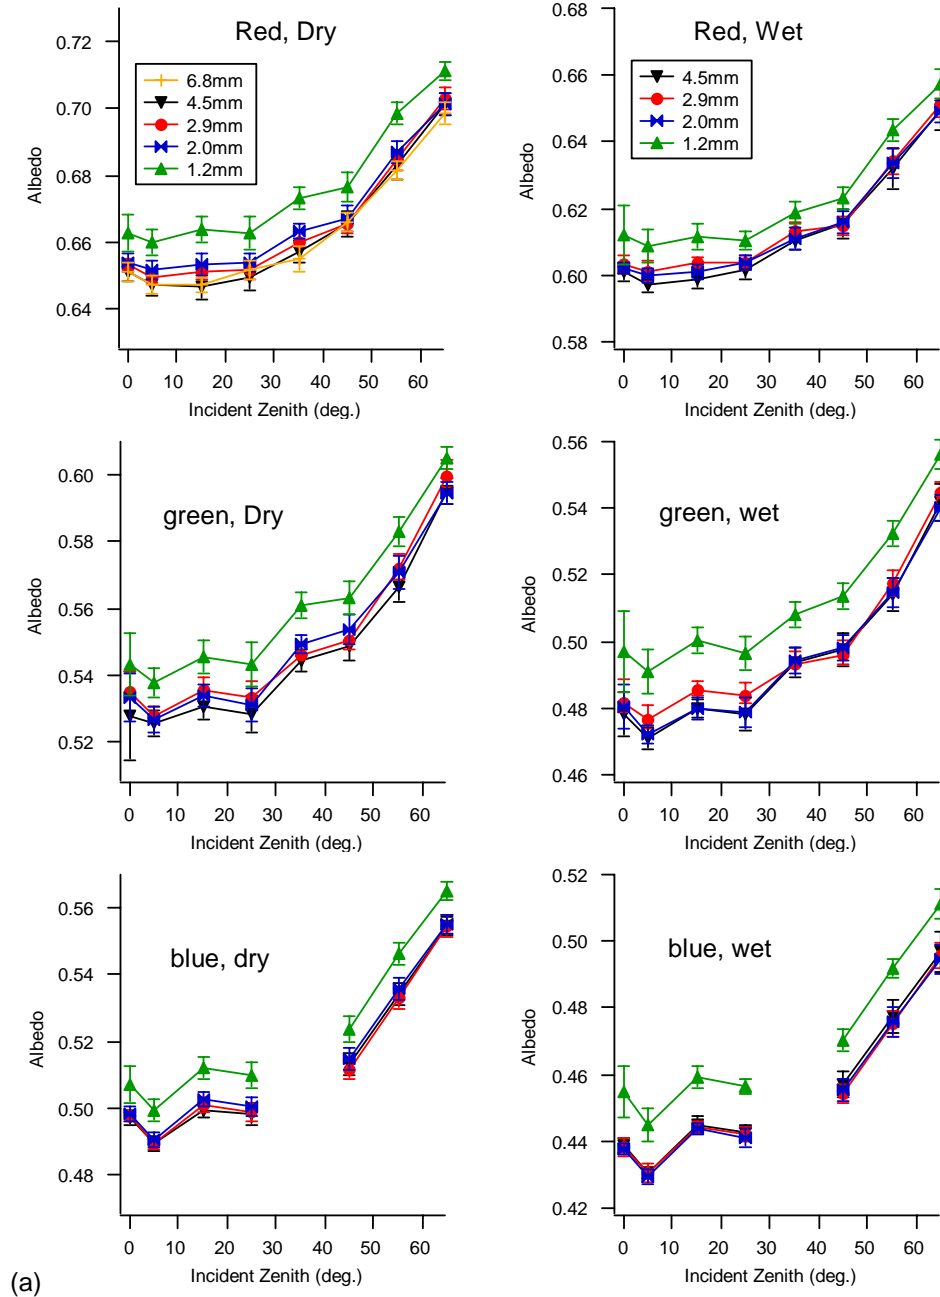 Red, Dry
0.72
0.70
0.68
0.66
0.64
Albedo
6.8mm
4.5mm
2.9mm
2.0mm
1.2mm
0 10 20 30 40 50 60
Incident Zenith (deg.)
Red, Wet
0.68
0.66
0.64
0.62
0.60
0.58
Albedo
4.5mm
2.9mm
2.0mm
1.2mm
0 10 20 30 40 50 60
Incident Zenith (deg.)
green, Dry
0.60
0.58
0.56
0.54
0.52
Albedo
0 10 20 30 40 50 60
Incident Zenith (deg.)
green, wet
0.56
0.54
0.52
0.50
0.48
0.46
Albedo
0 10 20 30 40 50 60
Incident Zenith (deg.)
blue, dry
0.56
0.54
0.52
0.50
0.48
Albedo
0 10 20 30 40 50 60
Incident Zenith (deg.)
blue, wet
0.52
0.50
0.48
0.46
0.44
0.42
Albedo
0 10 20 30 40 50 60
Incident Zenith (deg.)
(a)